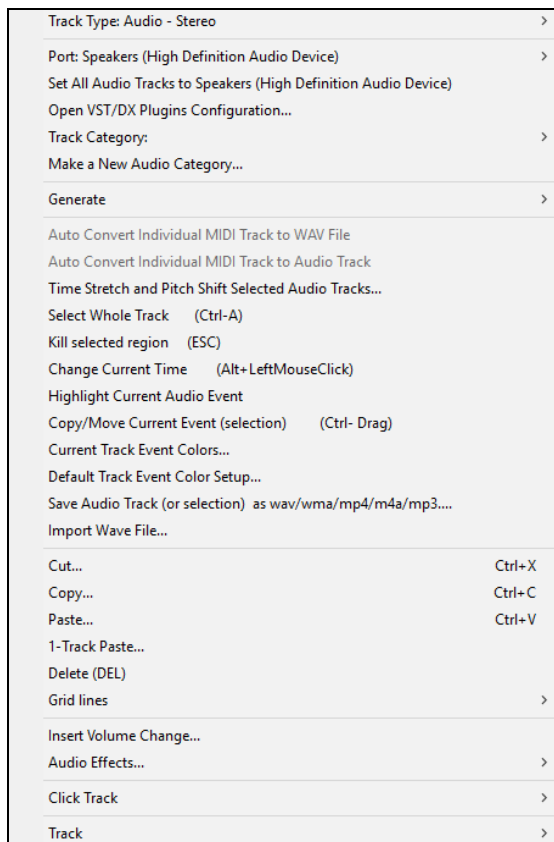 Track Type: Audio - Stereo
Port: Speakers (High Definition Audio Device)
Set All Audio Tracks to Speakers (High Definition Audio Device)
Open VST/DX Plugins Configuration...
Track Category:
Make a New Audio Category...
Generate
Auto Convert Individual MIDI Track to WAV File
Auto Convert Individual MIDI Track to Audio Track
Time Stretch and Pitch Shift Selected Audio Tracks...
Select Whole Track (Ctrl-A)
Kill selected region (ESC)
Change Current Time (Alt+LeftMouseClick)
Highlight Current Audio Event
Copy/Move Current Event (selection) (Ctrl- Drag)
Current Track Event Colors...
Default Track Event Color Setup...
Save Audio Track (or selection) as wav/wma/mp4/m4a/mp3....
Import Wave File...
Cut... Ctrl+X
Copy... Ctrl+C
Paste... Ctrl+V
1-Track Paste...
Delete (DEL)
Grid lines
Insert Volume Change...
Audio Effects...
Click Track
Track